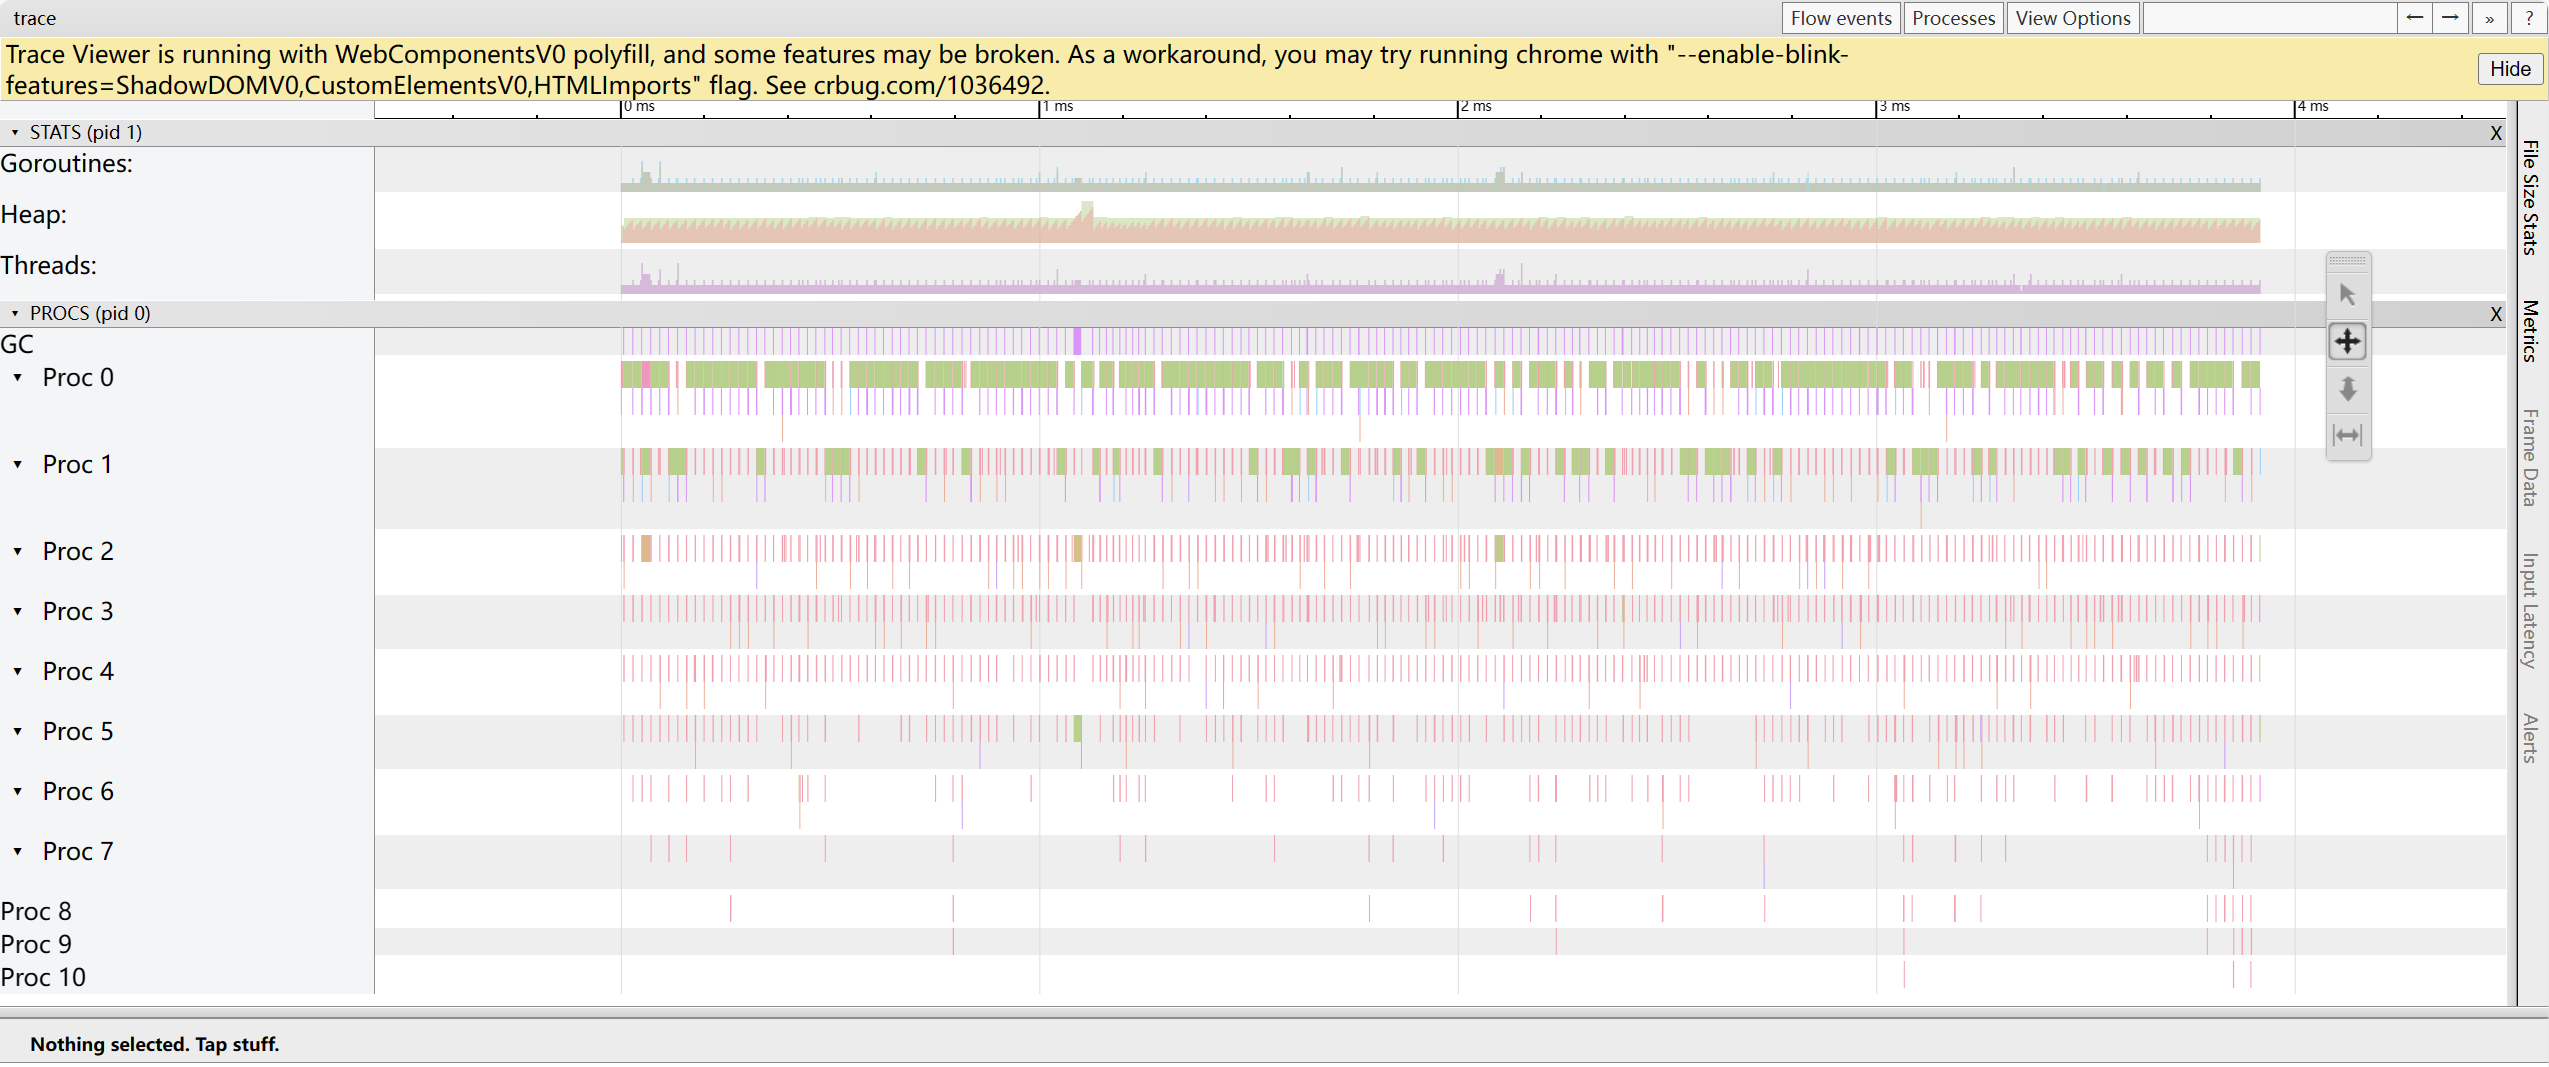 trace
Flow events
Processes
View Options
←
→
»
?
Trace Viewer is running with WebComponentsV0 polyfill, and some features may be broken. As a workaround, you may try running chrome with "--enable-blink-
features=ShadowDOMV0,CustomElementsV0,HTMLImports" flag. See crbug.com/1036492.
Hide
0 ms
1 ms
2 ms
3 ms
4 ms
STATS (pid 1)
X
Goroutines:
Heap:
Threads:
PROCS (pid 0)
X
GC
Proc 0
Proc 1
Proc 2
Proc 3
Proc 4
Proc 5
Proc 6
Proc 7
Proc 8
Proc 9
Proc 10
File Size Stats
Metrics
Frame Data
Input Latency
Alerts
Nothing selected. Tap stuff.